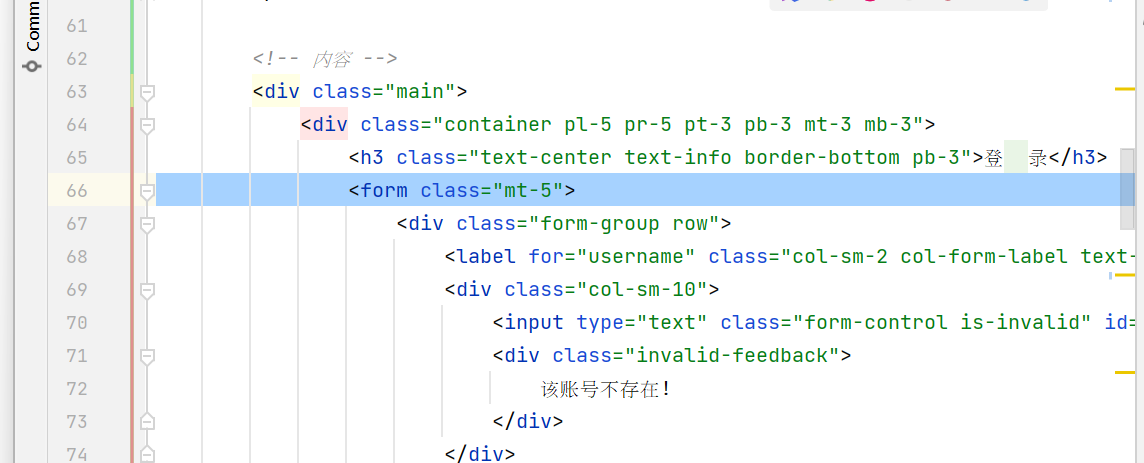 Comm
61
62 <!-- 内容 -->
63 <div class="main">
64 <div class="container pl-5 pr-5 pt-3 pb-3 mt-3 mb-3">
65 <h3 class="text-center text-info border-bottom pb-3">登  录</h3>
66 <form class="mt-5">
67 <div class="form-group row">
68 <label for="username" class="col-sm-2 col-form-label text-
69 <div class="col-sm-10">
70 <input type="text" class="form-control is-invalid" id=
71 <div class="invalid-feedback">
72 该账号不存在!
73 </div>
74 </div>